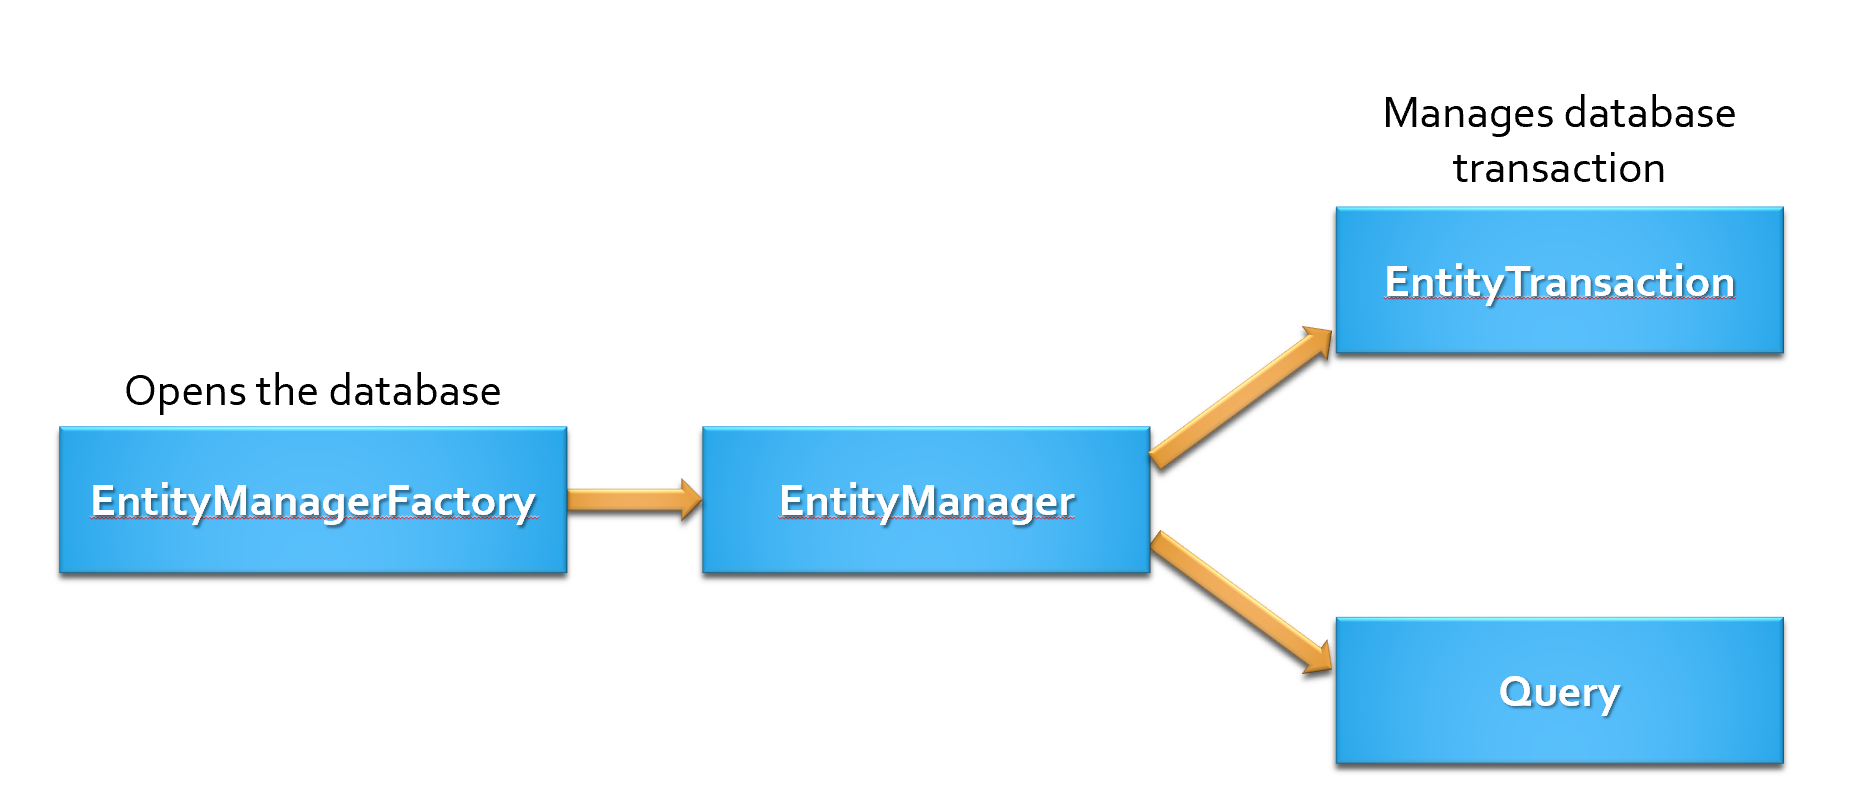 Manages database
transaction
EntityTransaction
Opens the database
EntityManagerFactory
EntityManager
Query